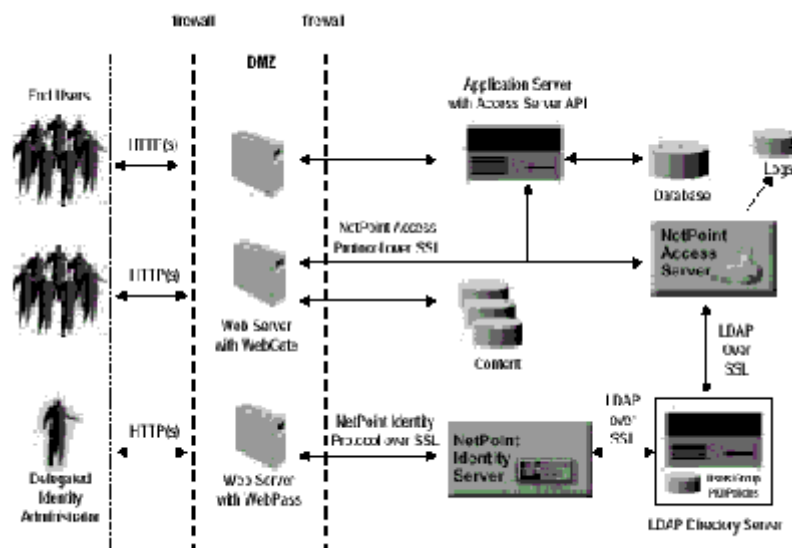 firewall
firewall
DMZ
End Users
HTTP(s)
Application Server
with Access Server API
Database
Logs
NetPoint Access
Protocol over SSL
NetPoint
Access
Server
HTTP(s)
Web Server
with WebGate
Content
LDAP
Over
SSL
HTTP(s)
Delegated
Identity
Administrator
Web Server
with WebPass
NetPoint Identity
Protocol over SSL
NetPoint
Identity
Server
LDAP
over
SSL
LDAP Directory Server